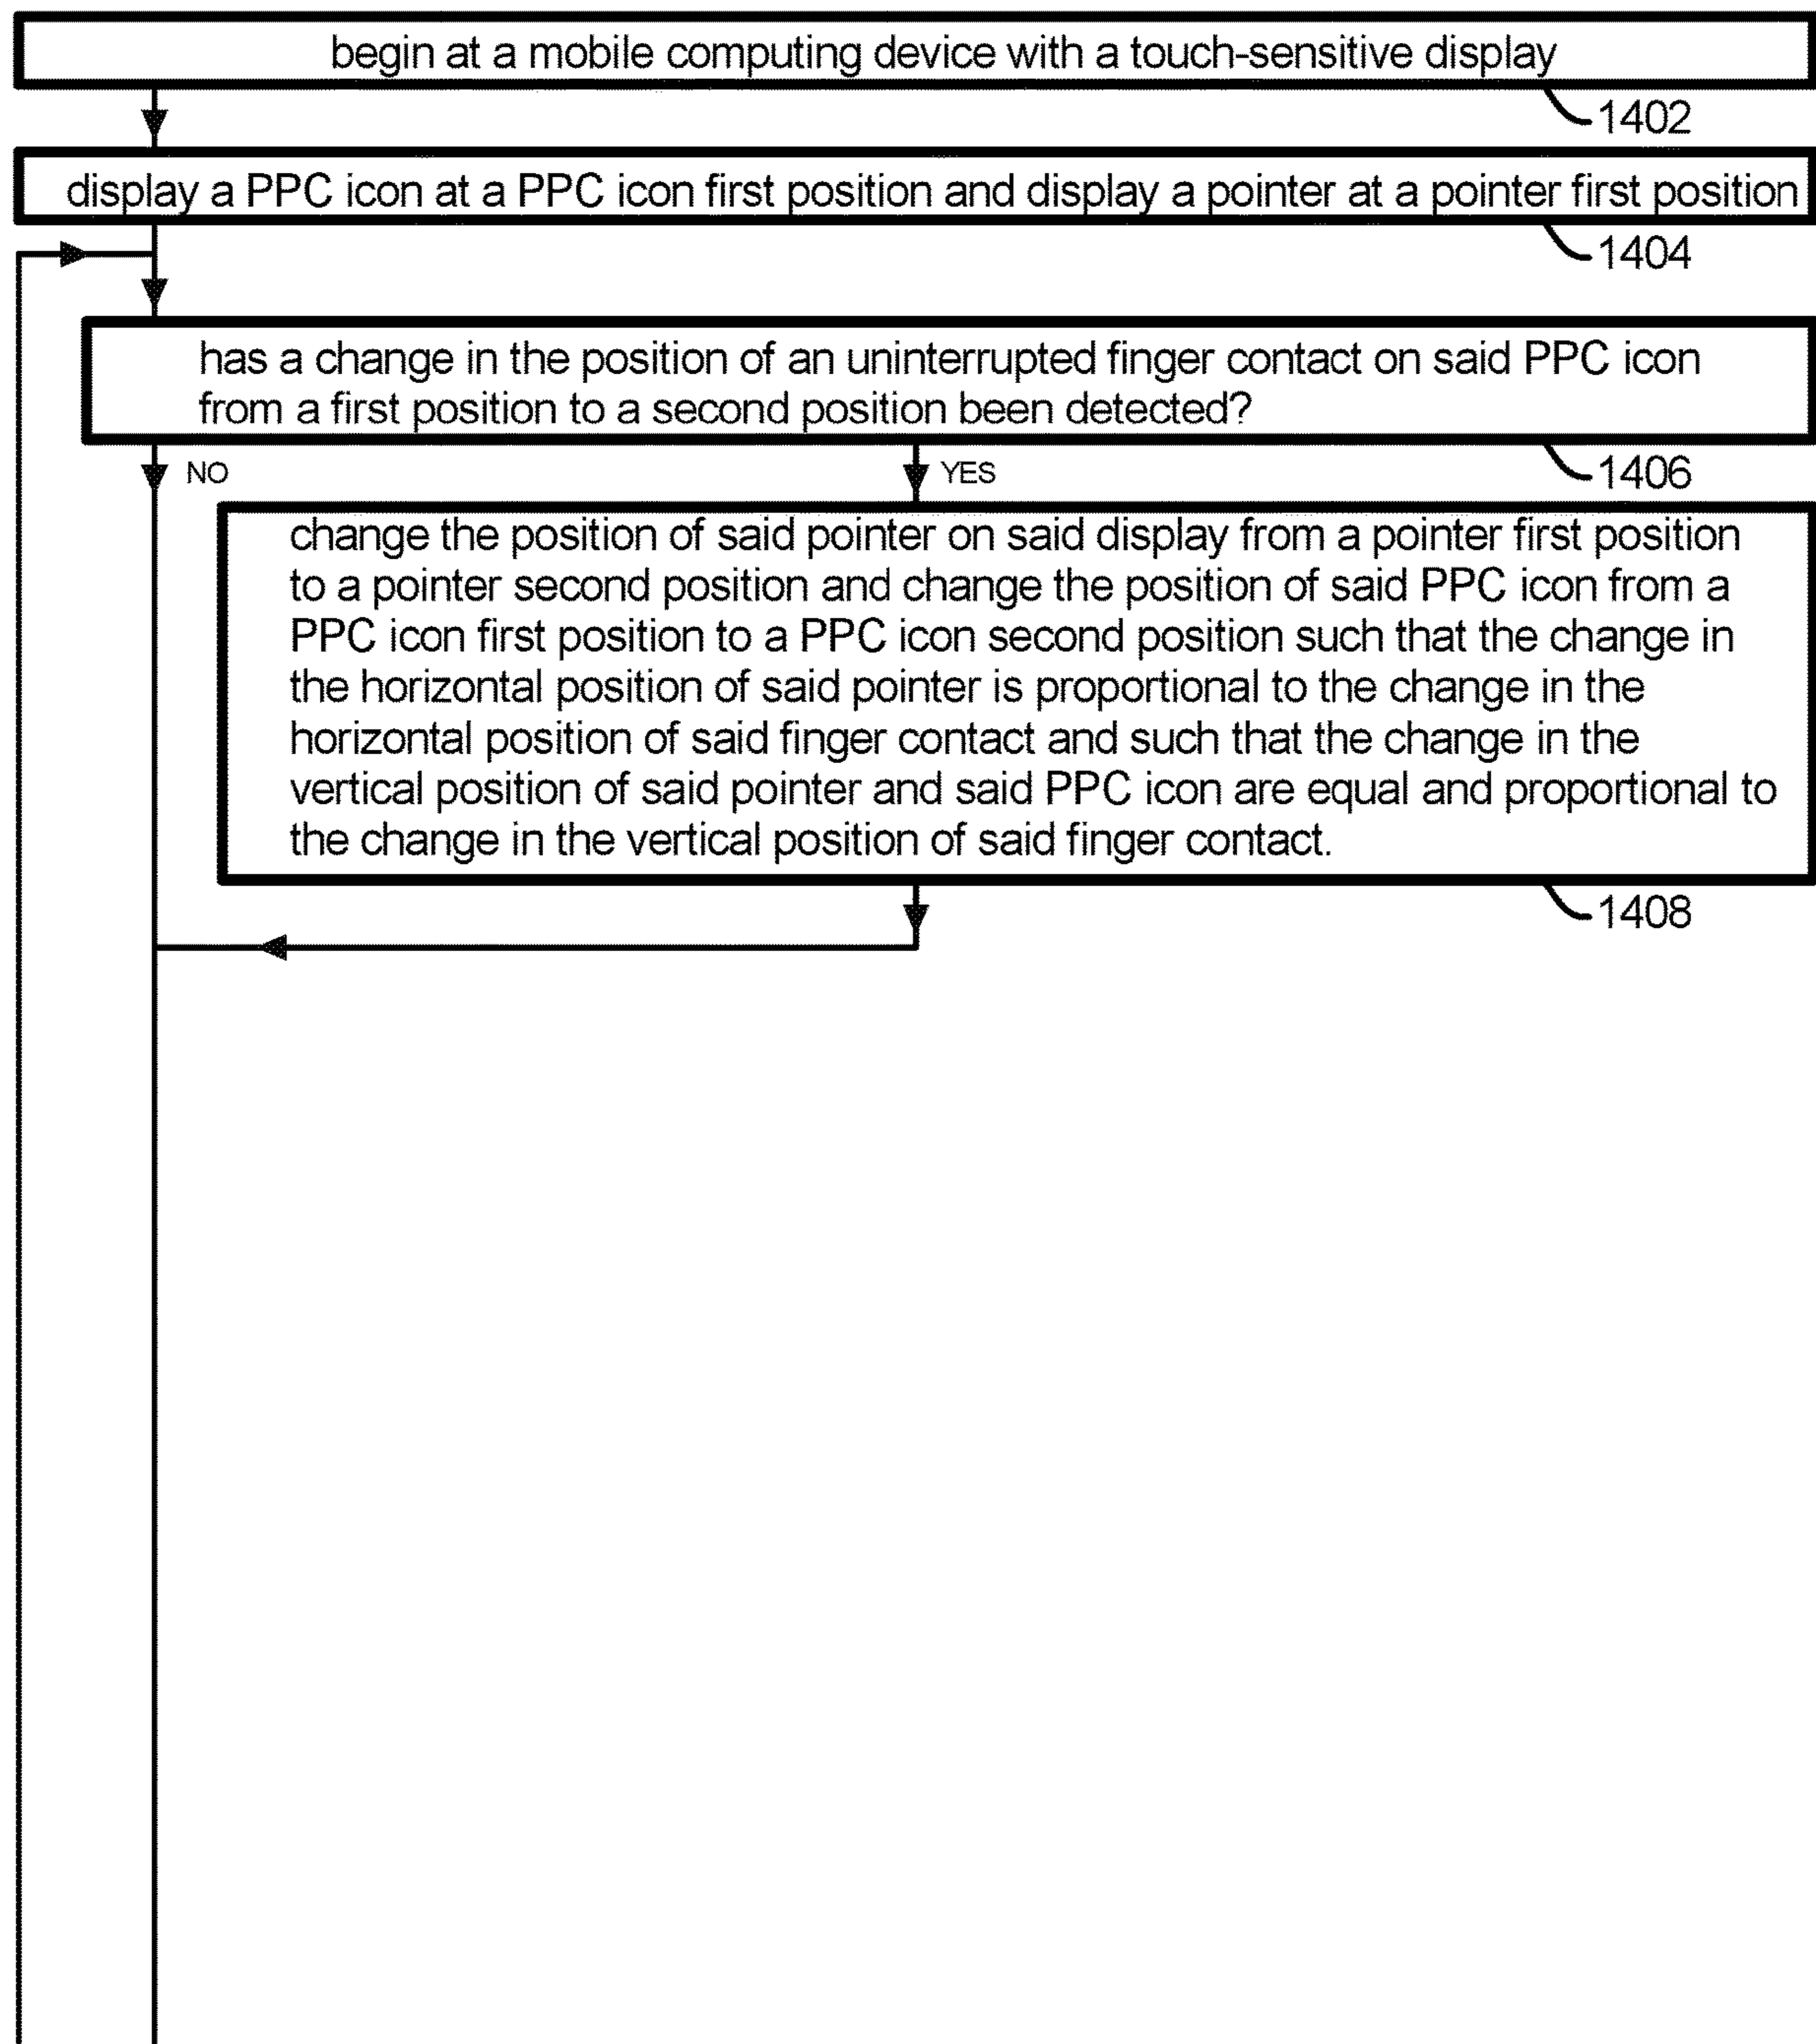 begin at a mobile computing device with a touch-sensitive display
1402
display a PPC icon at a PPC icon first position and display a pointer at a pointer first position
1404
has a change in the position of an uninterrupted finger contact on said PPC icon
from a first position to a second position been detected?
NO
YES
1406
change the position of said pointer on said display from a pointer first position
to a pointer second position and change the position of said PPC icon from a
PPC icon first position to a PPC icon second position such that the change in
the horizontal position of said pointer is proportional to the change in the
horizontal position of said finger contact and such that the change in the
vertical position of said pointer and said PPC icon are equal and proportional to
the change in the vertical position of said finger contact.
1408